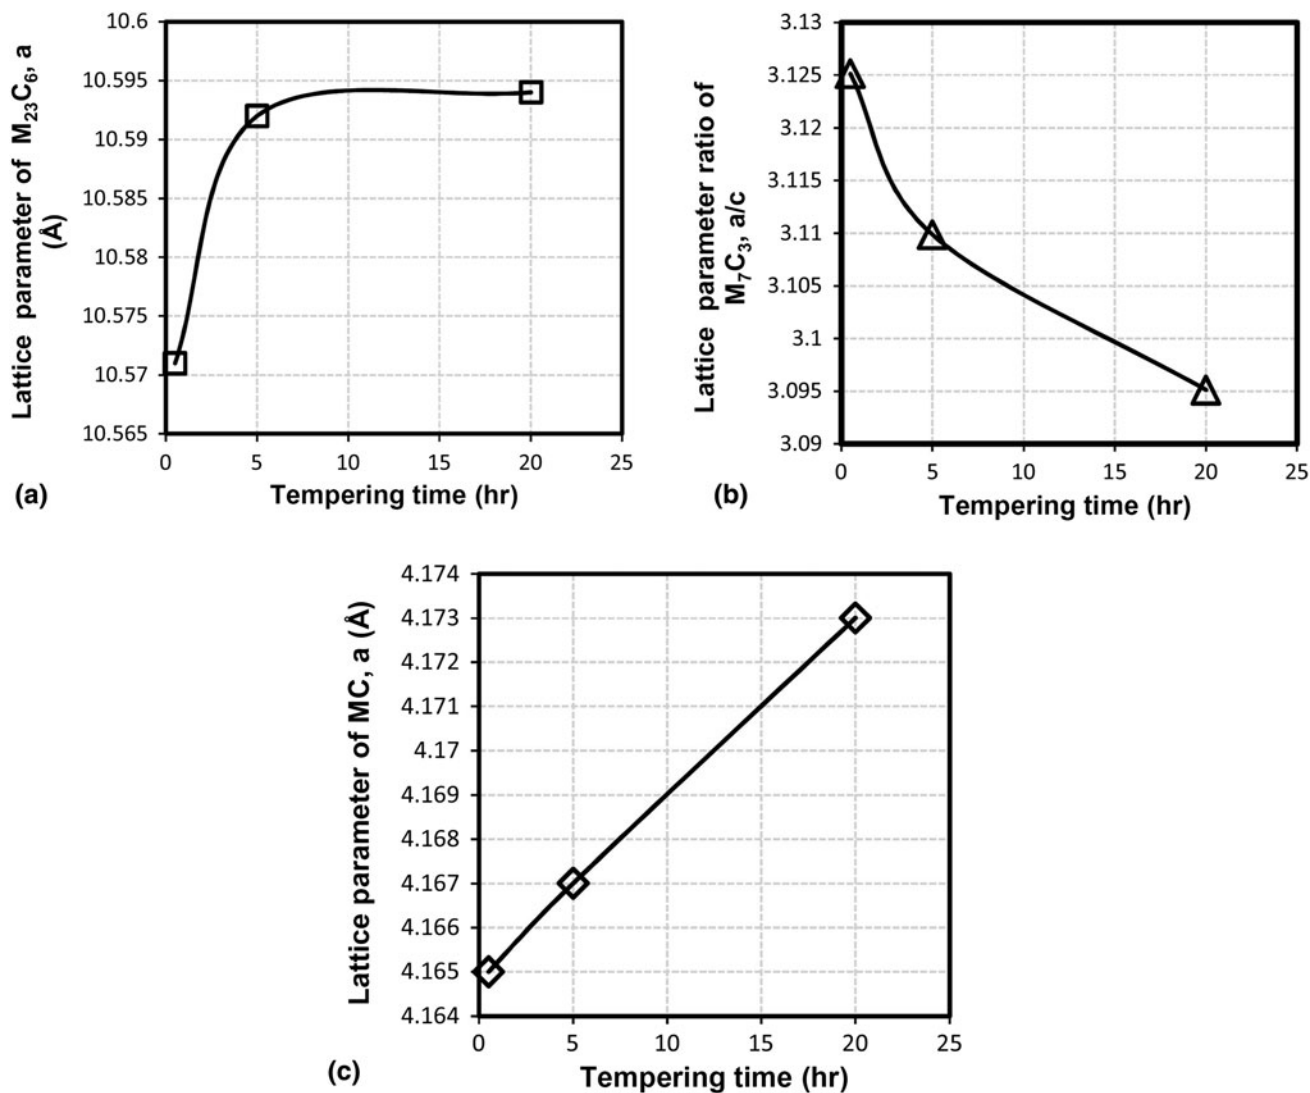 10.6
10.595
10.59
10.585
10.58
10.575
10.57
10.565
0 5 10 15 20 25
Lattice parameter of M₂₃C₆, a
(Å)
Tempering time (hr)
(a)
3.13
3.125
3.12
3.115
3.11
3.105
3.1
3.095
3.09
0 5 10 15 20 25
Lattice parameter ratio of
M₇C₃, a/c
Tempering time (hr)
(b)
4.174
4.173
4.172
4.171
4.17
4.169
4.168
4.167
4.166
4.165
4.164
0 5 10 15 20 25
Lattice parameter of MC, a (Å)
Tempering time (hr)
(c)